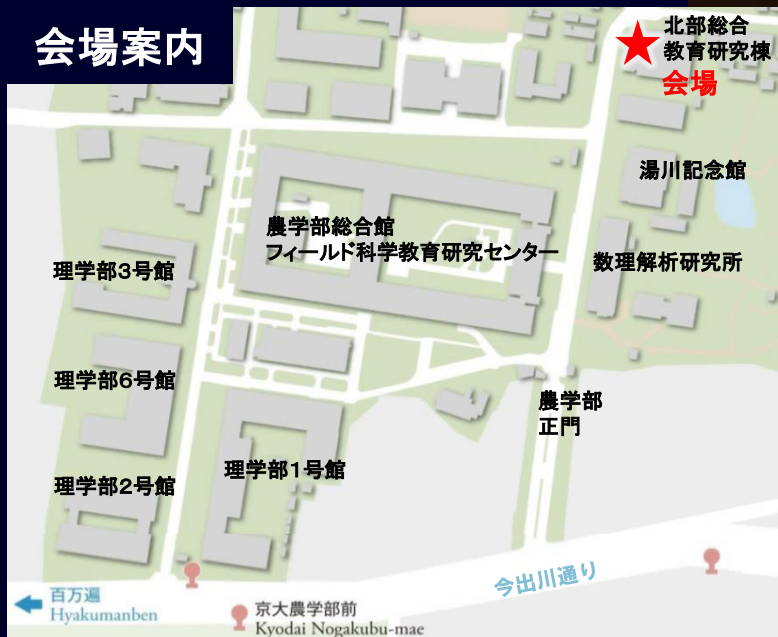 会場案内
北部総合
教育研究棟
会場
湯川記念館
農学部総合館
フィールド科学教育研究センター
数理解析研究所
理学部3号館
理学部6号館
農学部
正門
理学部1号館
理学部2号館
今出川通り
百万遍
Hyakumanben
京大農学部前
Kyodai Nogakubu-mae